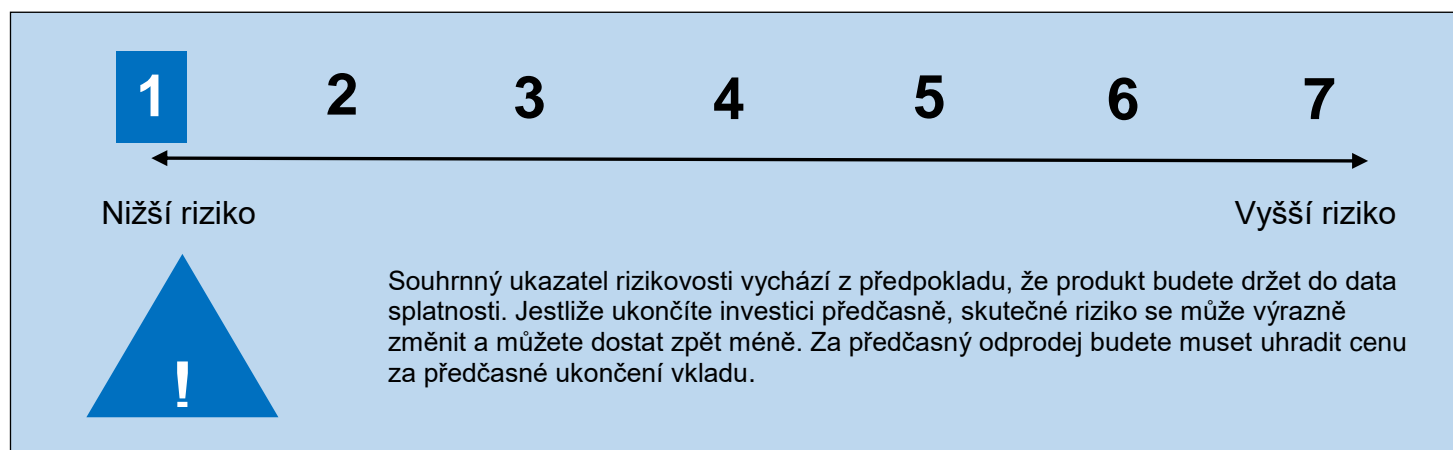 1 2 3 4 5 6 7
Nižší riziko Vyšší riziko
Souhrnný ukazatel rizikovosti vychází z předpokladu, že produkt budete držet do data
splatnosti. Jestliže ukončíte investici předčasně, skutečné riziko se může výrazně
změnit a můžete dostat zpět méně. Za předčasný odprodej budete muset uhradit cenu
za předčasné ukončení vkladu.
!